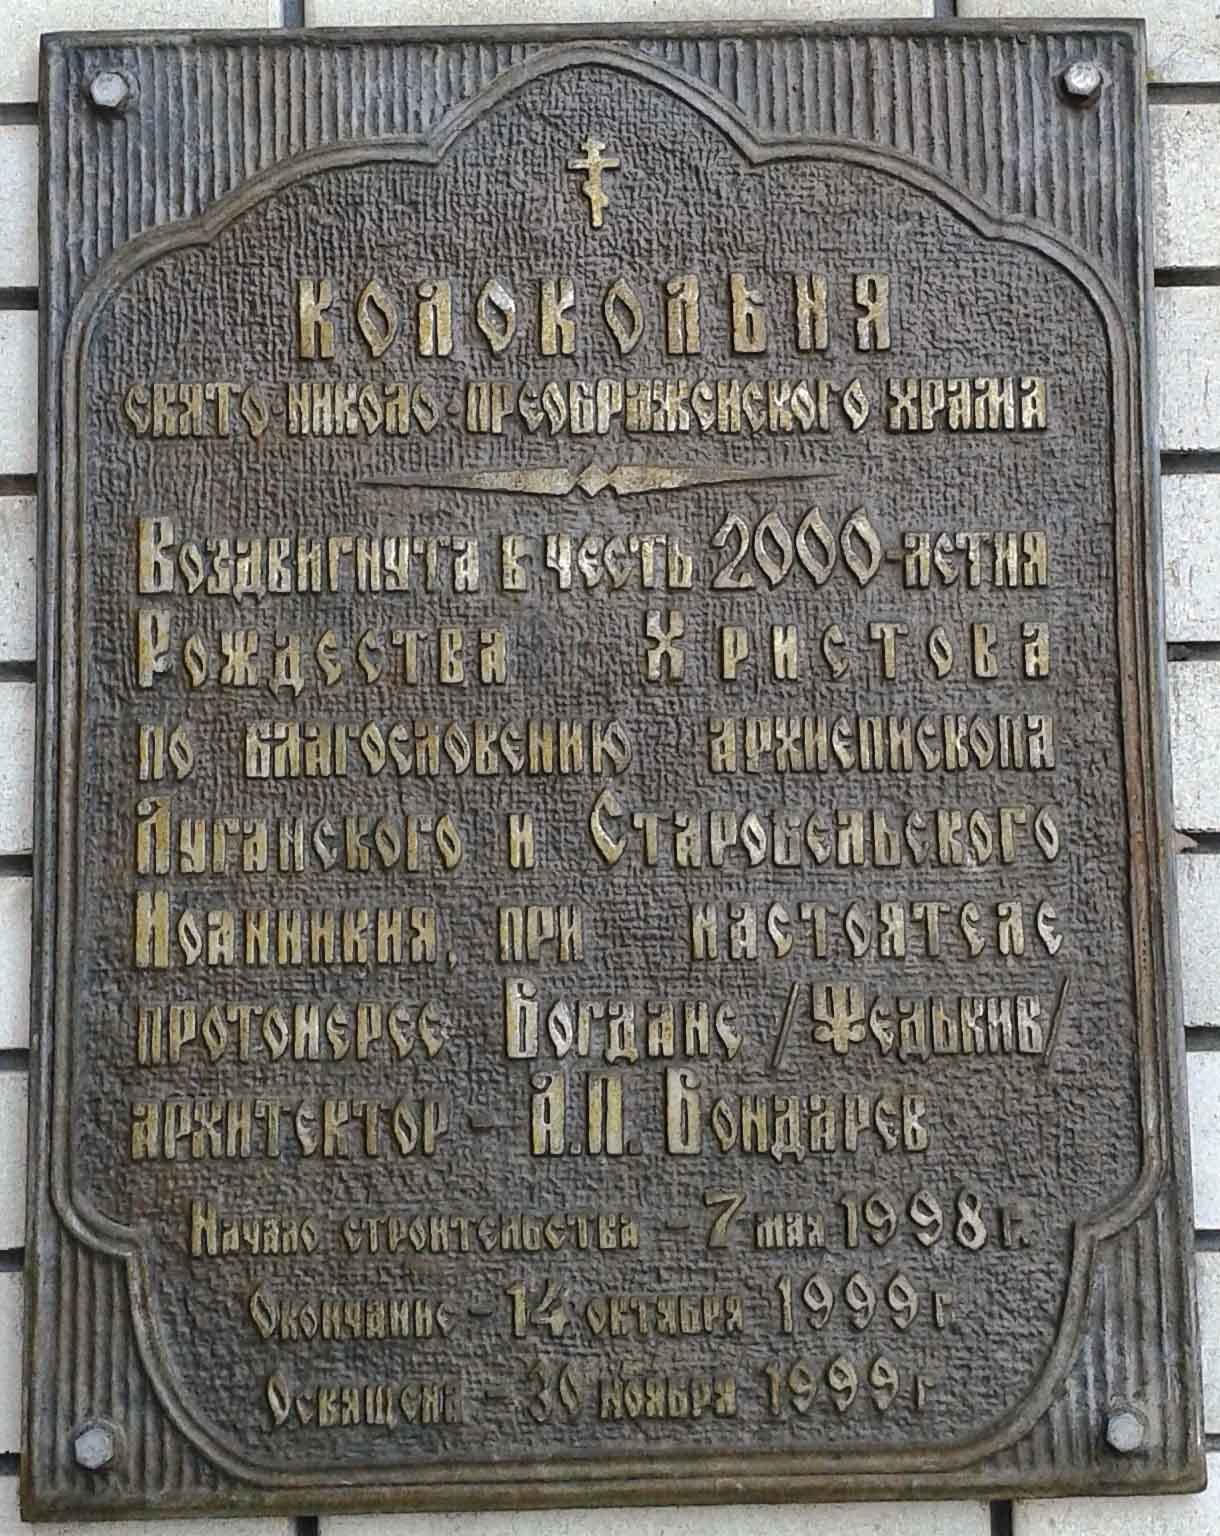 Колокольня
Свято-Николо-Преображенского храма
Воздвигнута в честь 2000-летия
Рождества Христова
по благословению архиепископа
Луганского и Старобельского
Иоанникия, при настоятеле
протоиерее Богдане /Федькив/
архитектор - А.П. Бондарев
Начало строительства - 7 мая 1998 г.
Окончание - 14 октября 1999 г.
Освящена - 30 ноября 1999 г.